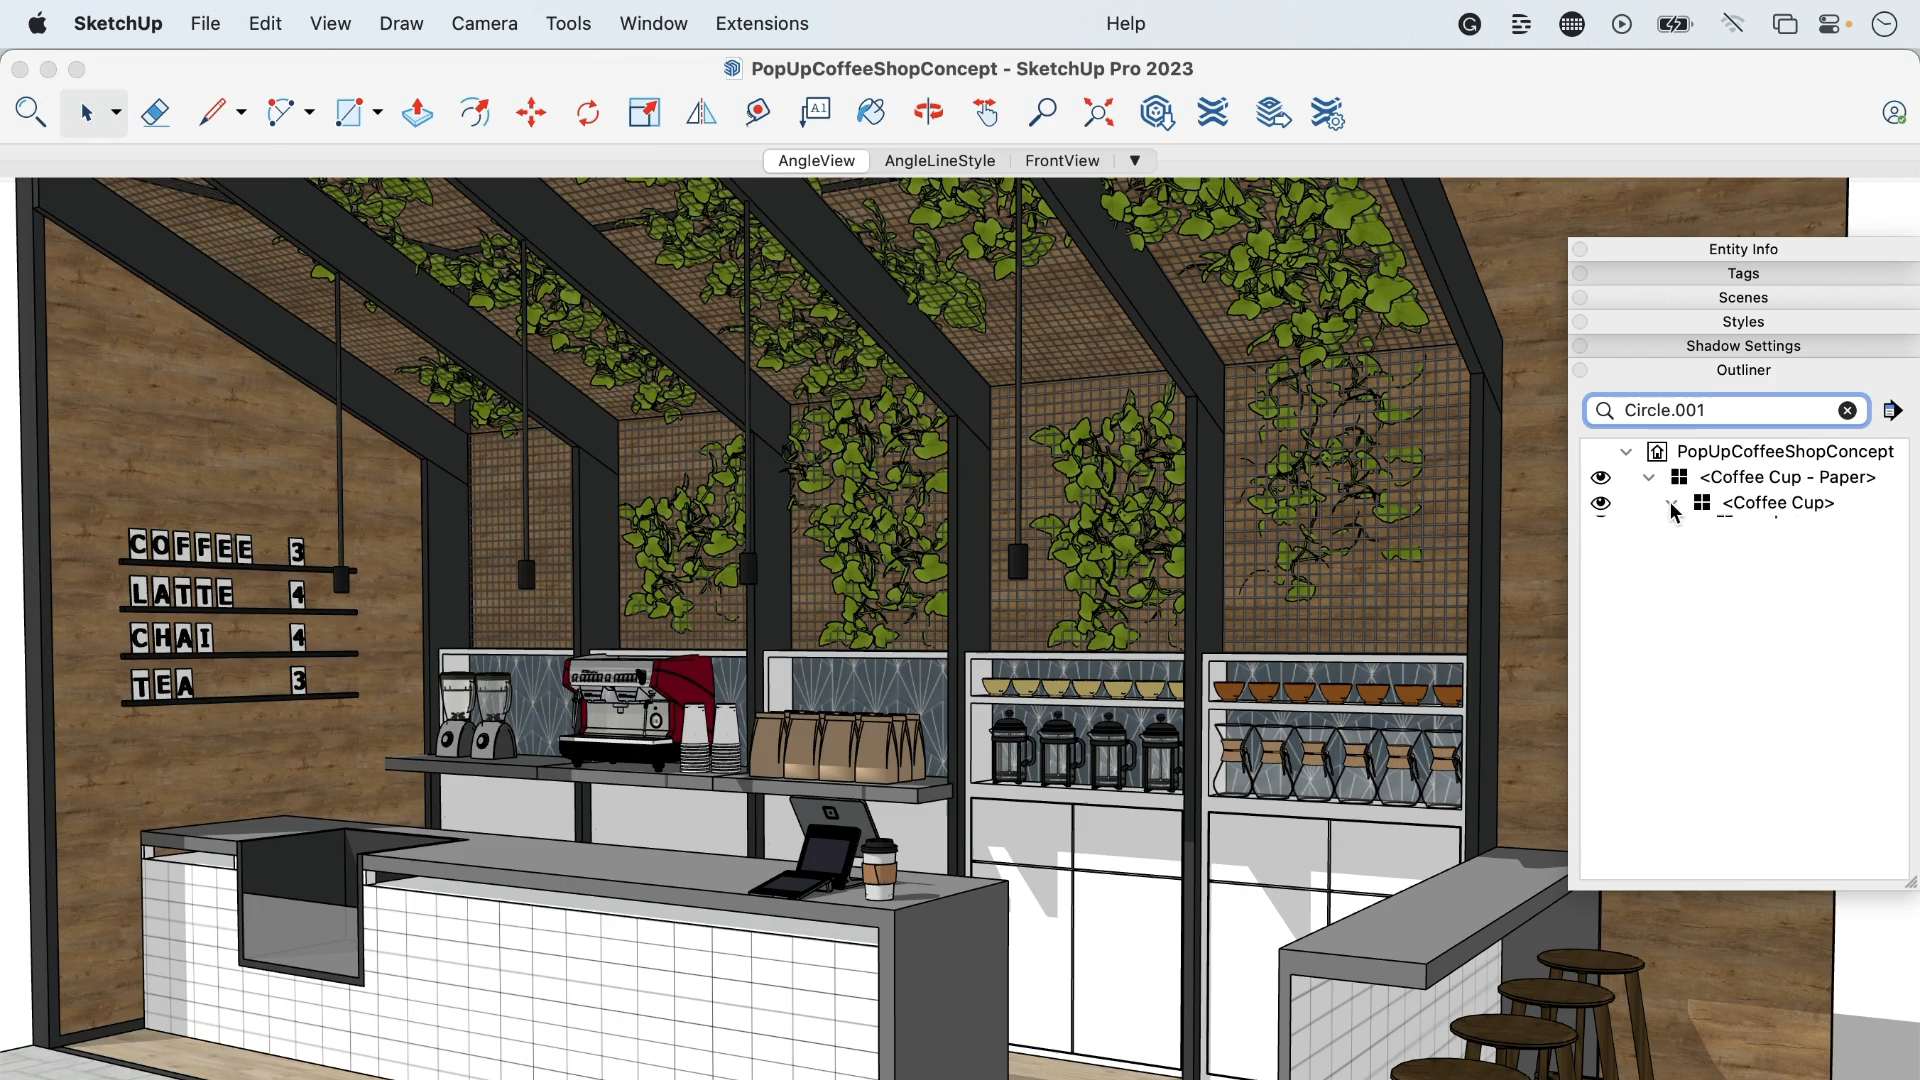 SketchUp File Edit View Draw Camera Tools Window Extensions Help
PopUpCoffeeShopConcept - SketchUp Pro 2023
A1
AngleView AngleLineStyle FrontView
Entity Info
Tags
Scenes
Styles
Shadow Settings
Outliner
Circle.001
PopUpCoffeeShopConcept
<Coffee Cup - Paper>
<Coffee Cup>
COFFEE 3
LATTE 4
CHAI 4
TEA 3